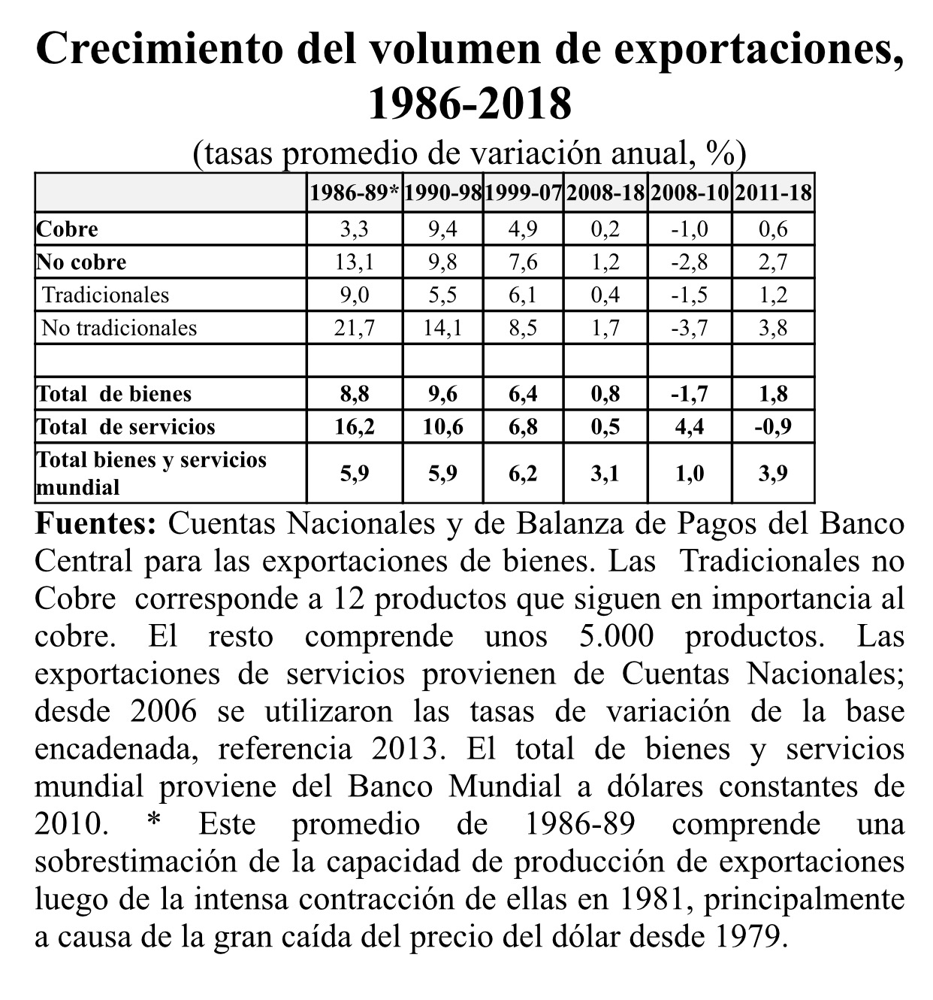 Crecimiento del volumen de exportaciones,
1986-2018
(tasas promedio de variación anual, %)
1986-89* 1990-98 1999-07 2008-18 2008-10 2011-18
Cobre 3,3 9,4 4,9 0,2 -1,0 0,6
No cobre 13,1 9,8 7,6 1,2 -2,8 2,7
Tradicionales 9,0 5,5 6,1 0,4 -1,5 1,2
No tradicionales 21,7 14,1 8,5 1,7 -3,7 3,8
Total de bienes 8,8 9,6 6,4 0,8 -1,7 1,8
Total de servicios 16,2 10,6 6,8 0,5 4,4 -0,9
Total bienes y servicios
mundial 5,9 5,9 6,2 3,1 1,0 3,9
Fuentes: Cuentas Nacionales y de Balanza de Pagos del Banco
Central para las exportaciones de bienes. Las Tradicionales no
Cobre corresponde a 12 productos que siguen en importancia al
cobre. El resto comprende unos 5.000 productos. Las
exportaciones de servicios provienen de Cuentas Nacionales;
desde 2006 se utilizaron las tasas de variación de la base
encadenada, referencia 2013. El total de bienes y servicios
mundial proviene del Banco Mundial a dólares constantes de
2010. * Este promedio de 1986-89 comprende una
sobrestimación de la capacidad de producción de exportaciones
luego de la intensa contracción de ellas en 1981, principalmente
a causa de la gran caída del precio del dólar desde 1979.